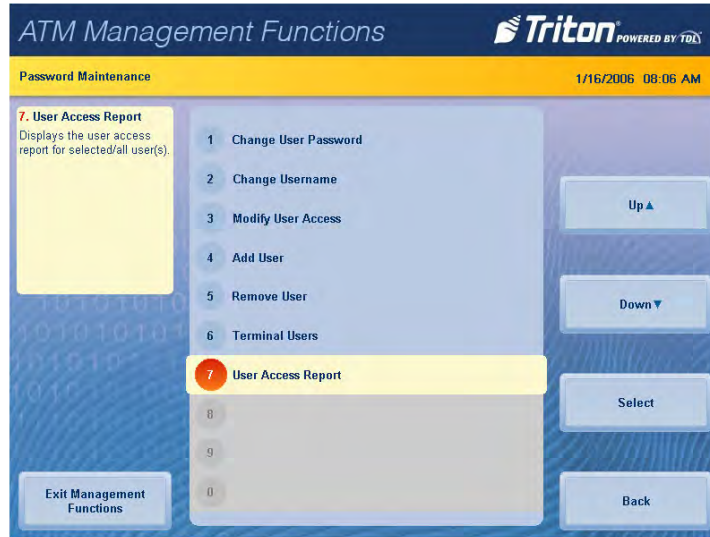 ATM Management Functions
Triton POWERED BY TDL
Password Maintenance
1/16/2006 08:06 AM
7. User Access Report
Displays the user access
report for selected/all user(s).
1 Change User Password
2 Change Username
3 Modify User Access
4 Add User
5 Remove User
6 Terminal Users
7 User Access Report
8
9
0
Up▲
Down▼
Select
Back
Exit Management
Functions